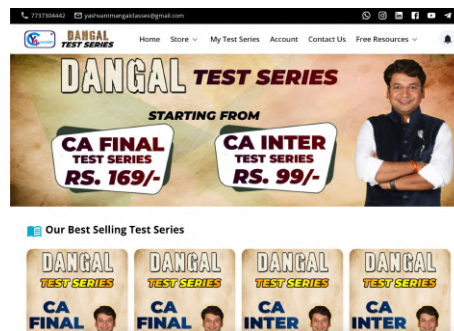 7737304442 yashvantmangalclasses@gmail.com
DANGAL
TEST SERIES
Home Store My Test Series Account Contact Us Free Resources
DANGAL TEST SERIES
STARTING FROM
CA FINAL
TEST SERIES
RS. 169/-
CA INTER
TEST SERIES
RS. 99/-
Our Best Selling Test Series
DANGAL DANGAL DANGAL DANGAL
TEST SERIES TEST SERIES TEST SERIES TEST SERIES
CA CA CA CA
FINAL FINAL INTER INTER